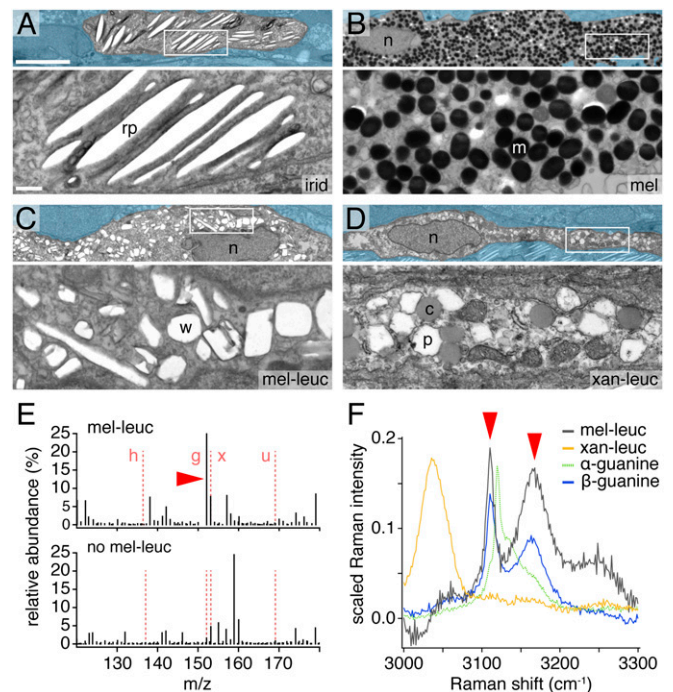 A
B
n
rp
irid
m
mel
C
D
n
n
w
mel-leuc
c
p
xan-leuc
E
F
mel-leuc
h g x u
25
20
15
10
5
0
no mel-leuc
25
20
15
10
5
0
relative abundance (%)
130 150 170
m/z
mel-leuc
xan-leuc
α-guanine
β-guanine
0.2
0.1
0.0
scaled Raman intensity
3000 3100 3200 3300
Raman shift (cm⁻¹)